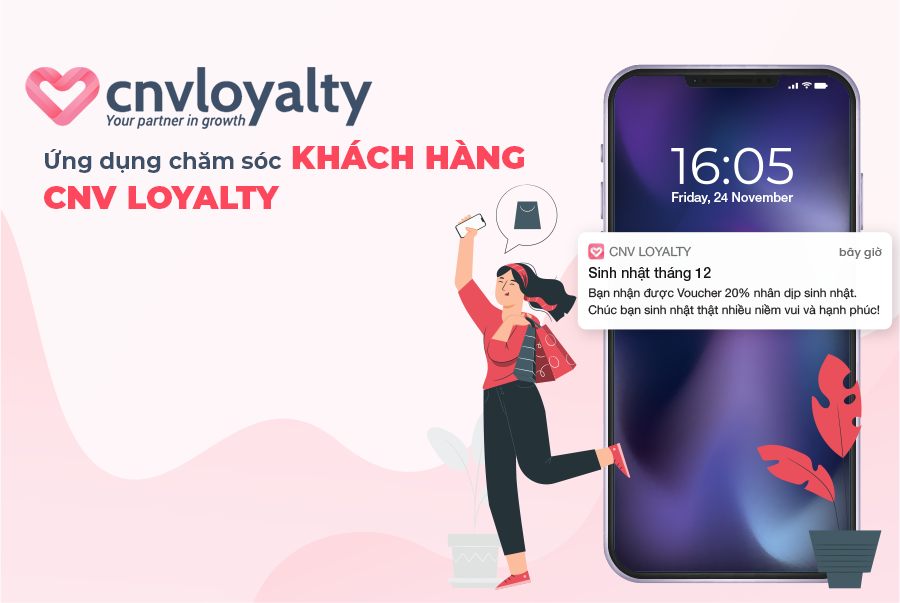 cnvloyalty
Your partner in growth
Ứng dụng chăm sóc KHÁCH HÀNG
CNV LOYALTY
16:05
Friday, 24 November
CNV LOYALTY bây giờ
Sinh nhật tháng 12
Bạn nhận được Voucher 20% nhân dịp sinh nhật.
Chúc bạn sinh nhật thật nhiều niềm vui và hạnh phúc!